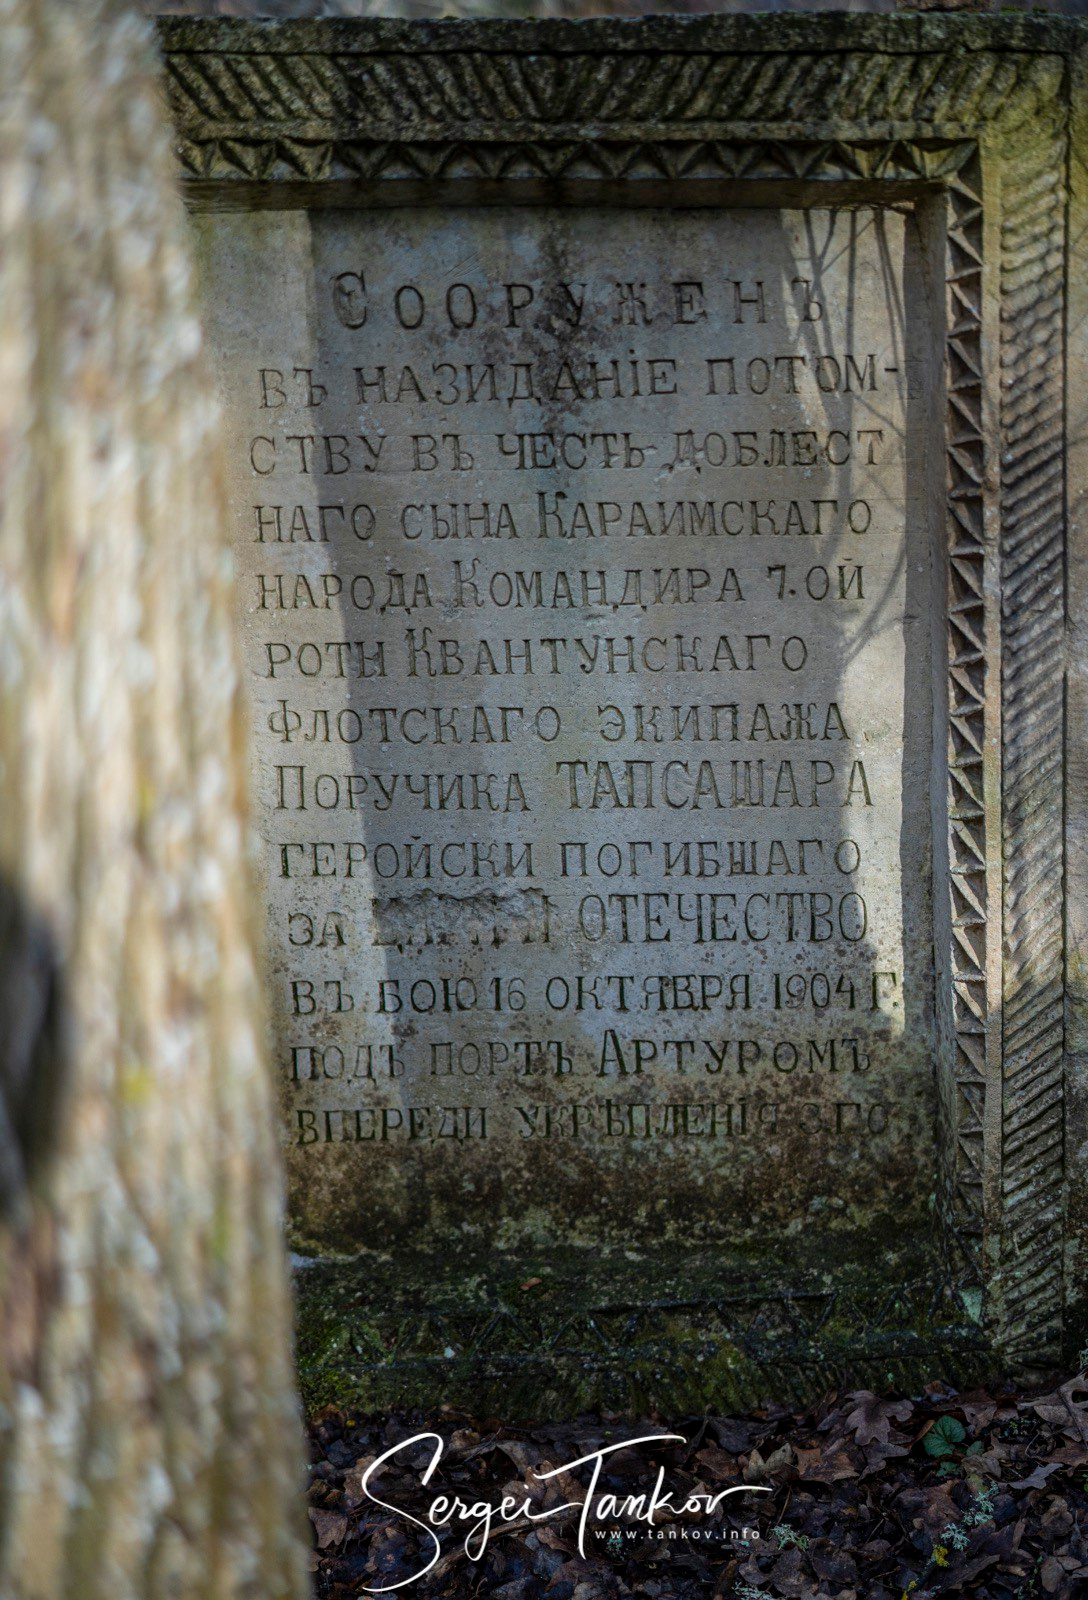 Сооруженъ
въ назиданіе потом-
ству въ честь доблест
наго сына Караимскаго
народа Командира 7.ой
роты Квантунскаго
Флотскаго экипажа
Поручика ТАПСАШАРА
геройски погибшаго
за ЦАРЯ И ОТЕЧЕСТВО
въ бою 16 октября 1904 г.
подъ портъ Артуромъ
впереди укрѣпленія 3.го
Sergei Tankov
www.tankov.info